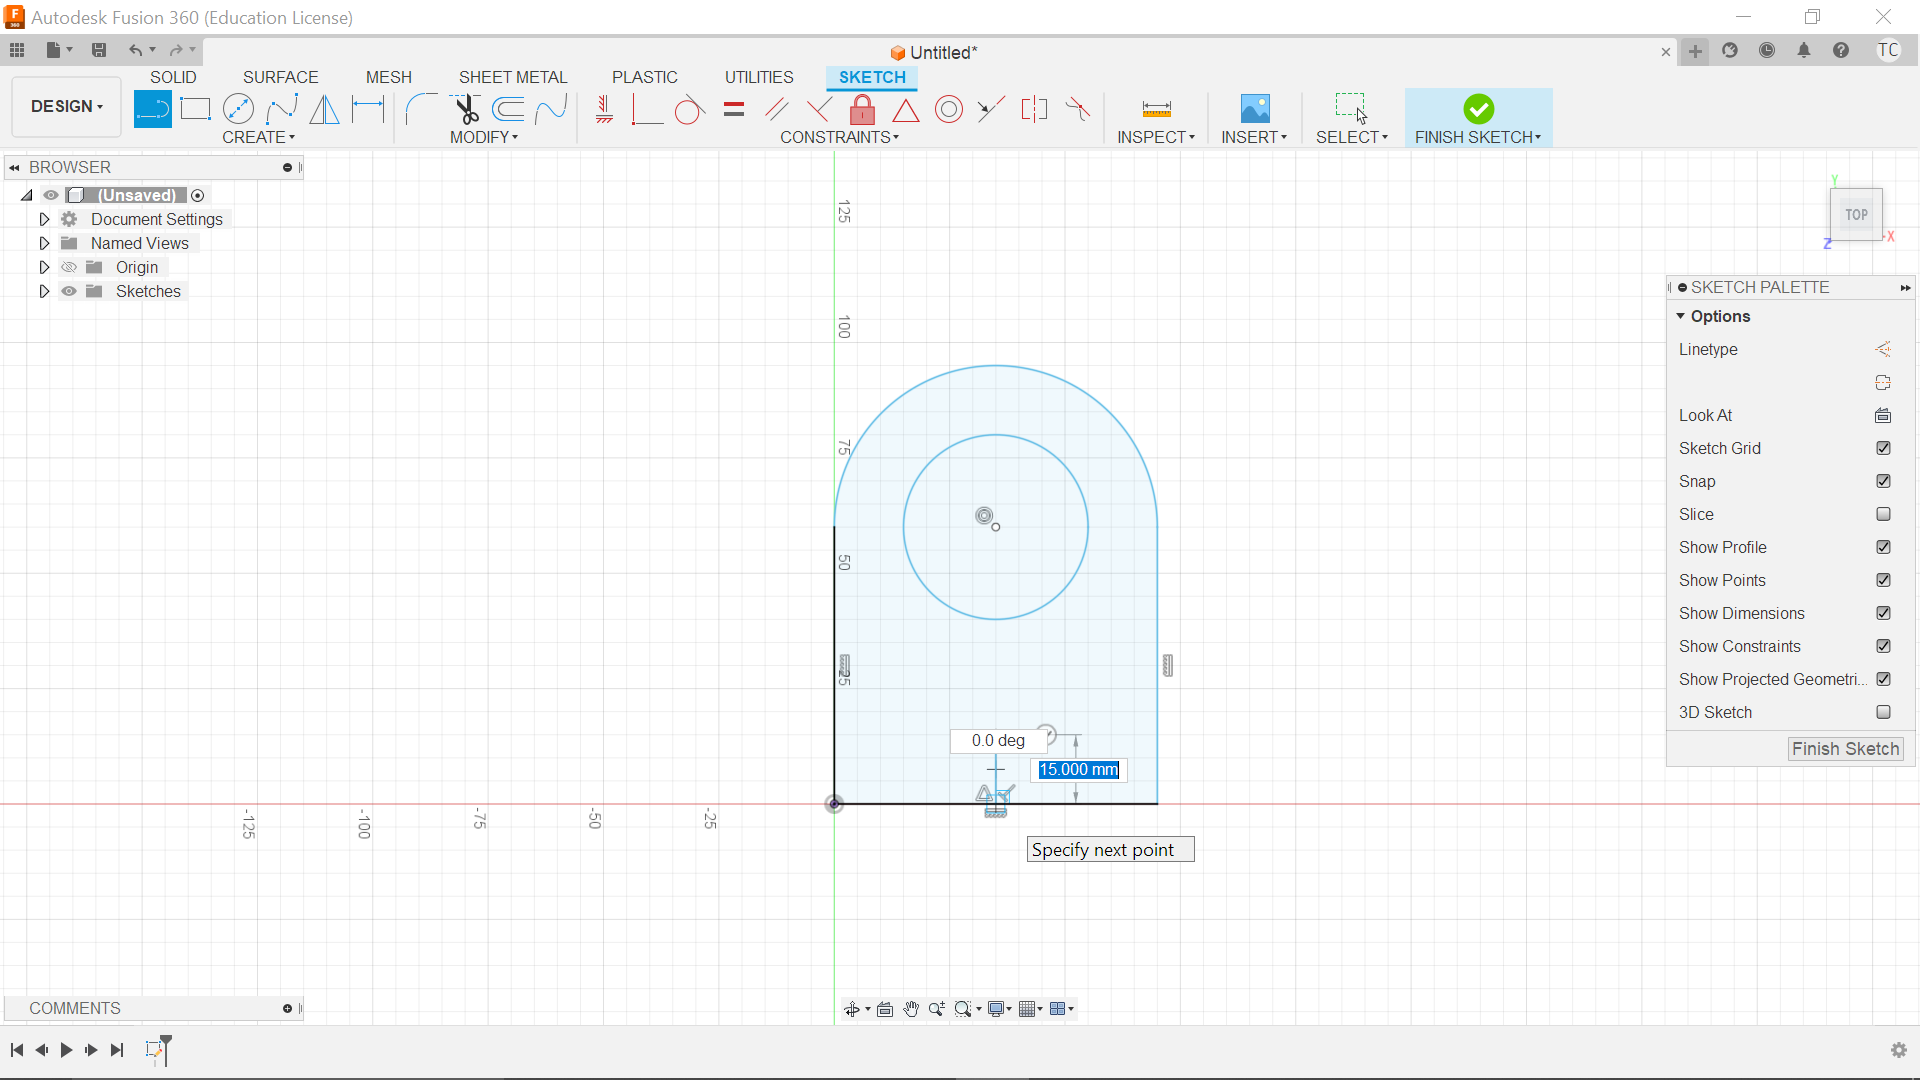 Autodesk Fusion 360 (Education License)
Untitled*
TC
SOLID SURFACE MESH SHEET METAL PLASTIC UTILITIES SKETCH
DESIGN
CREATE MODIFY CONSTRAINTS INSPECT INSERT SELECT FINISH SKETCH
BROWSER
(Unsaved)
Document Settings
Named Views
Origin
Sketches
Y
TOP
X
Z
SKETCH PALETTE
Options
Linetype
Look At
Sketch Grid
Snap
Slice
Show Profile
Show Points
Show Dimensions
Show Constraints
Show Projected Geometri...
3D Sketch
Finish Sketch
125
100
75
50
25
0.0 deg
15.000 mm
-125
-100
-75
-50
-25
Specify next point
COMMENTS